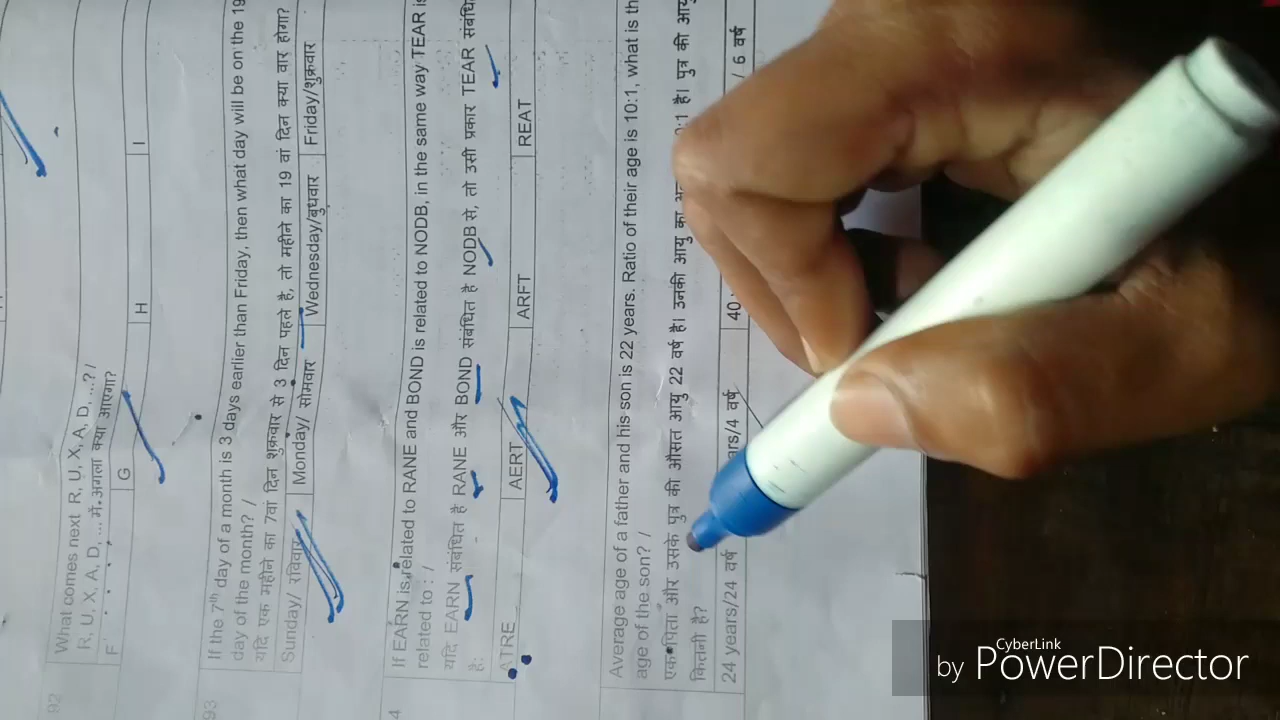 92
What comes next R, U, X, A, D, ...? /
R, U, X, A, D, ... में अगला क्या आएगा?
F G H I
93
If the 7th day of a month is 3 days earlier than Friday, then what day will be on the 19
day of the month? /
यदि एक महीने का 7वां दिन शुक्रवार से 3 दिन पहले है, तो महीने का 19 वां दिन क्या वार होगा?
Sunday/ रविवार Monday/ सोमवार Wednesday/बुधवार Friday/शुक्रवार
4
If EARN is related to RANE and BOND is related to NODB, in the same way TEAR is
related to : /
यदि EARN संबंधित है RANE और BOND संबंधित है NODB से, तो उसी प्रकार TEAR
है:
ATRE AERT ARFT REAT
Average age of a father and his son is 22 years. Ratio of their age is 10:1, what is th
age of the son? /
एक पिता और उसके पुत्र की औसत आयु 22 वर्ष है। उनकी आयु का :1 है। पुत्र की
कितनी है?
24 years/24 वर्ष ars/4 वर्ष 40 / 6 वर्ष
CyberLink
by PowerDirector